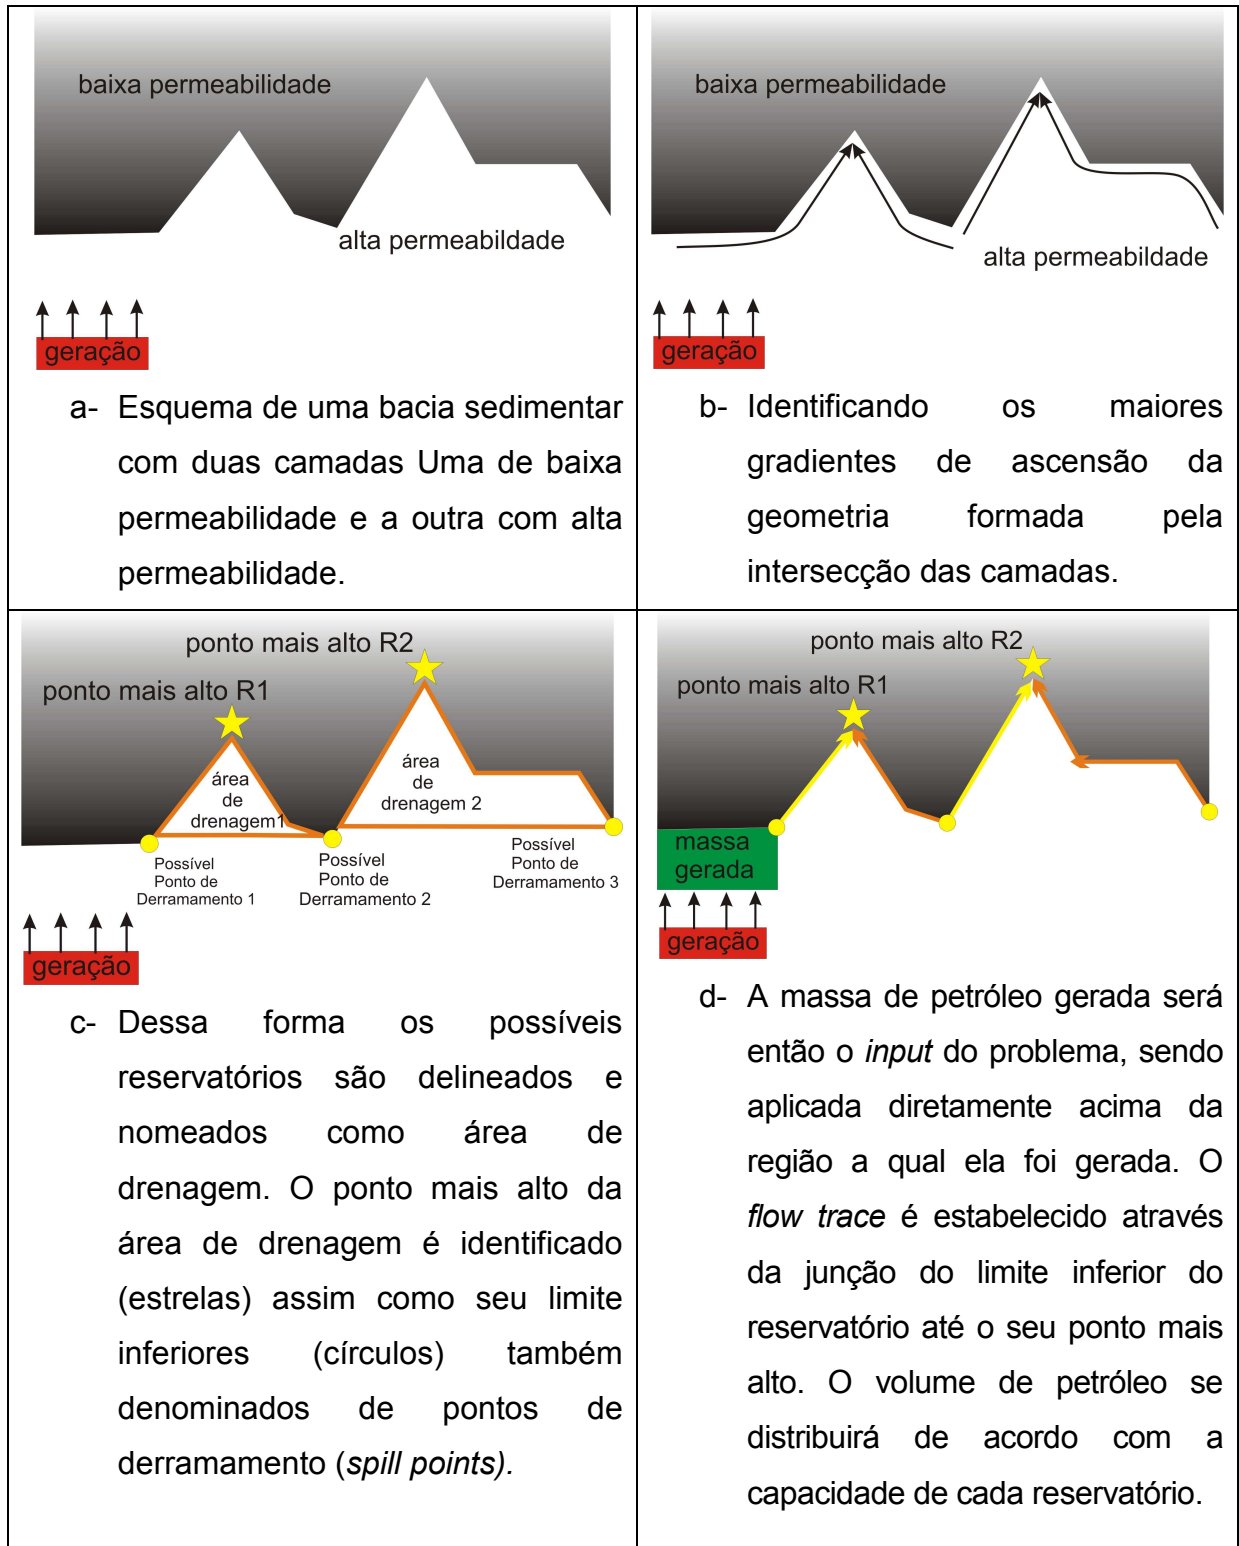 baixa permeabilidade
alta permeabildade
geração
a- Esquema de uma bacia sedimentar
com duas camadas Uma de baixa
permeabilidade e a outra com alta
permeabilidade.
baixa permeabilidade
alta permeabildade
geração
b- Identificando os maiores
gradientes de ascensão da
geometria formada pela
intersecção das camadas.
ponto mais alto R2
ponto mais alto R1
área
de
drenagem1
área
de
drenagem 2
Possível
Ponto de
Derramamento 1
Possível
Ponto de
Derramamento 2
Possível
Ponto de
Derramamento 3
geração
c- Dessa forma os possíveis
reservatórios são delineados e
nomeados como área de
drenagem. O ponto mais alto da
área de drenagem é identificado
(estrelas) assim como seu limite
inferiores (círculos) também
denominados de pontos de
derramamento (spill points).
ponto mais alto R2
ponto mais alto R1
massa
gerada
geração
d- A massa de petróleo gerada será
então o input do problema, sendo
aplicada diretamente acima da
região a qual ela foi gerada. O
flow trace é estabelecido através
da junção do limite inferior do
reservatório até o seu ponto mais
alto. O volume de petróleo se
distribuirá de acordo com a
capacidade de cada reservatório.